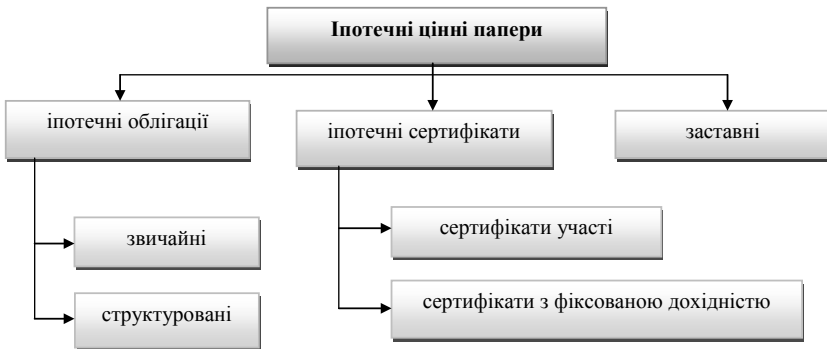 Іпотечні цінні папери
іпотечні облігації
іпотечні сертифікати
заставні
звичайні
структуровані
сертифікати участі
сертифікати з фіксованою дохідністю